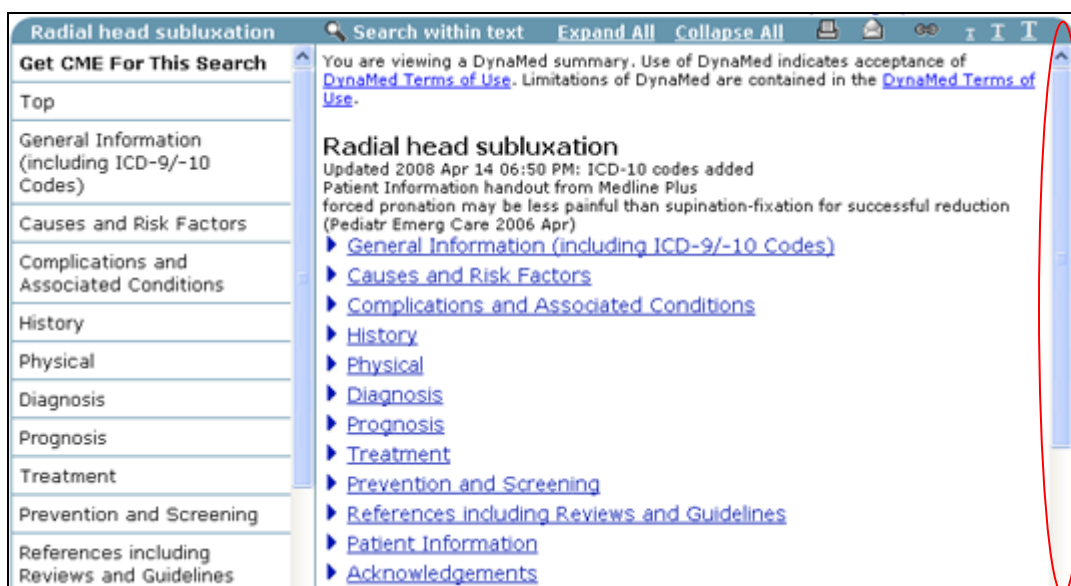 Radial head subluxation
Search within text Expand All Collapse All T T T
Get CME For This Search
Top
General Information
(including ICD-9/-10
Codes)
Causes and Risk Factors
Complications and
Associated Conditions
History
Physical
Diagnosis
Prognosis
Treatment
Prevention and Screening
References including
Reviews and Guidelines
You are viewing a DynaMed summary. Use of DynaMed indicates acceptance of
DynaMed Terms of Use. Limitations of DynaMed are contained in the DynaMed Terms of
Use.
Radial head subluxation
Updated 2008 Apr 14 06:50 PM: ICD-10 codes added
Patient Information handout from Medline Plus
forced pronation may be less painful than supination-fixation for successful reduction
(Pediatr Emerg Care 2006 Apr)
General Information (including ICD-9/-10 Codes)
Causes and Risk Factors
Complications and Associated Conditions
History
Physical
Diagnosis
Prognosis
Treatment
Prevention and Screening
References including Reviews and Guidelines
Patient Information
Acknowledgements